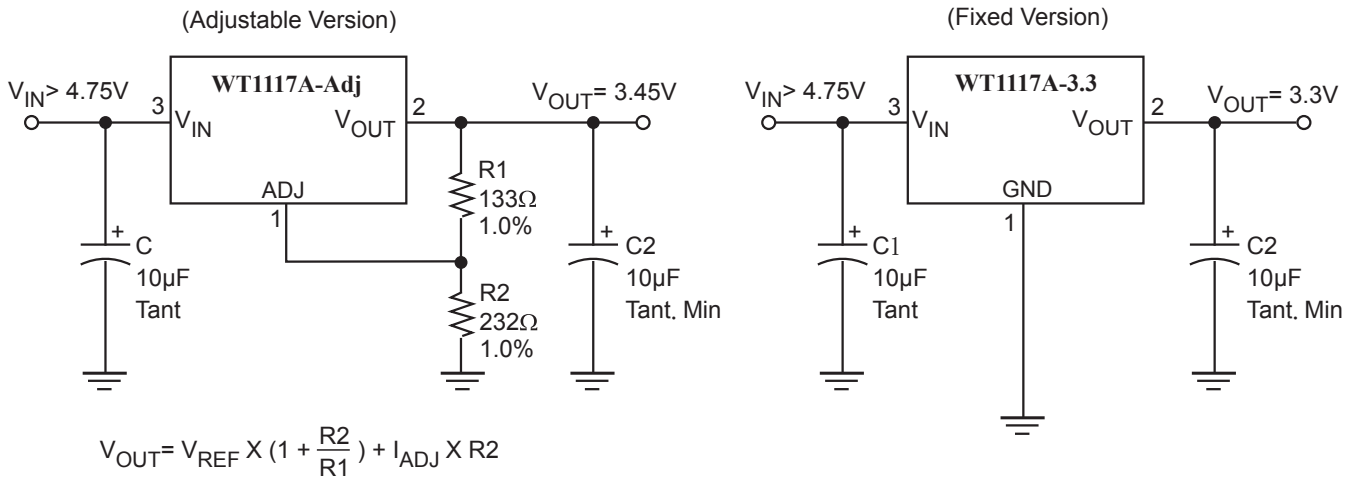 (Adjustable Version)
WT1117A-Adj
VIN> 4.75V
3
VIN
VOUT
2
VOUT= 3.45V
ADJ
1
R1
133Ω
1.0%
+
C
10µF
Tant
R2
232Ω
1.0%
+
C2
10µF
Tant. Min
VOUT= VREF X (1 + R2/R1) + IADJ X R2
(Fixed Version)
WT1117A-3.3
VIN> 4.75V
3
VIN
VOUT
2
VOUT= 3.3V
GND
1
+
C1
10µF
Tant
+
C2
10µF
Tant. Min